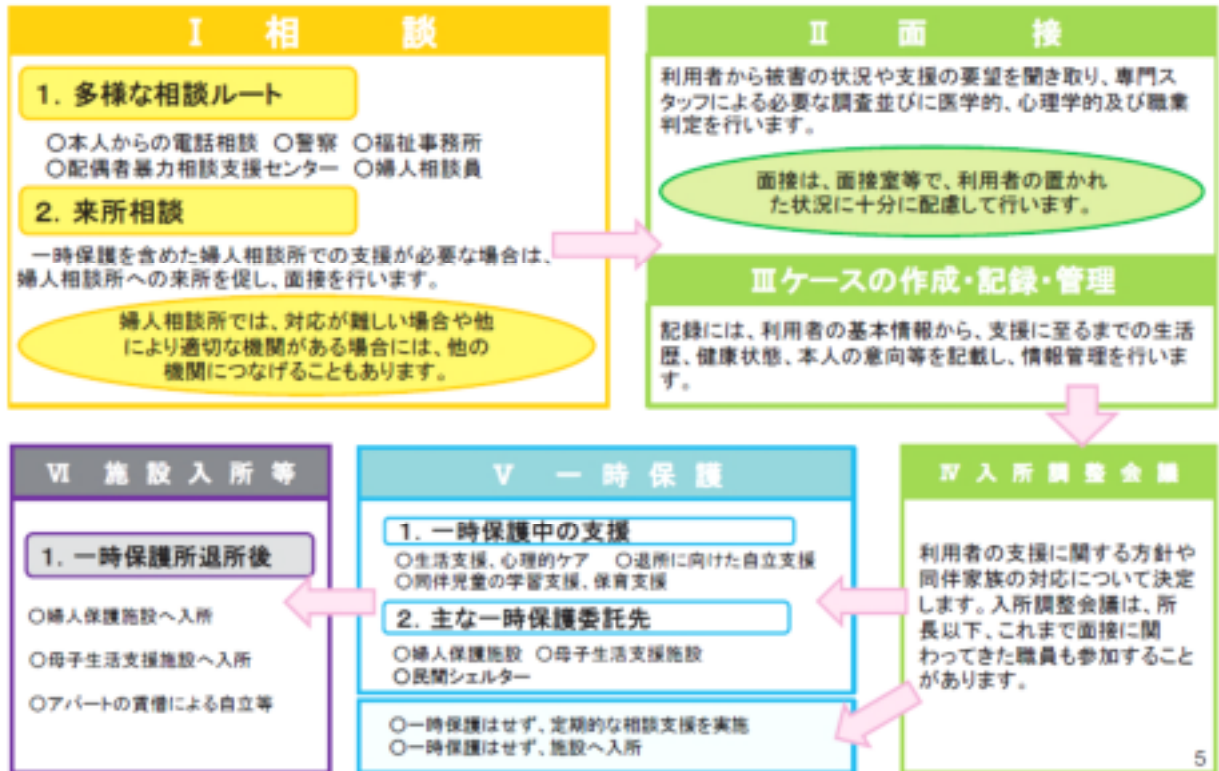 Ⅰ 相 談
1．多様な相談ルート
○本人からの電話相談 ○警察 ○福祉事務所
○配偶者暴力相談支援センター ○婦人相談員
2．来所相談
一時保護を含めた婦人相談所での支援が必要な場合は、
婦人相談所への来所を促し、面接を行います。
婦人相談所では、対応が難しい場合や他
により適切な機関がある場合には、他の
機関につなげることもあります。
Ⅱ 面 接
利用者から被害の状況や支援の要望を聞き取り、専門ス
タッフによる必要な調査並びに医学的、心理学的及び職業
判定を行います。
面接は、面接室等で、利用者の置かれ
た状況に十分に配慮して行います。
Ⅲケースの作成・記録・管理
記録には、利用者の基本情報から、支援に至るまでの生活
歴、健康状態、本人の意向等を記載し、情報管理を行いま
す。
Ⅳ 入 所 調 整 会 議
利用者の支援に関する方針や
同伴家族の対応について決定
します。入所調整会議は、所
長以下、これまで面接に関
わってきた職員も参加すること
があります。
Ⅴ 一 時 保 護
1．一時保護中の支援
○生活支援、心理的ケア ○退所に向けた自立支援
○同伴児童の学習支援、保育支援
2．主な一時保護委託先
○婦人保護施設 ○母子生活支援施設
○民間シェルター
○一時保護はせず、定期的な相談支援を実施
○一時保護はせず、施設へ入所
Ⅵ 施 設 入 所 等
1．一時保護所退所後
○婦人保護施設へ入所
○母子生活支援施設へ入所
○アパートの賃借による自立等
5